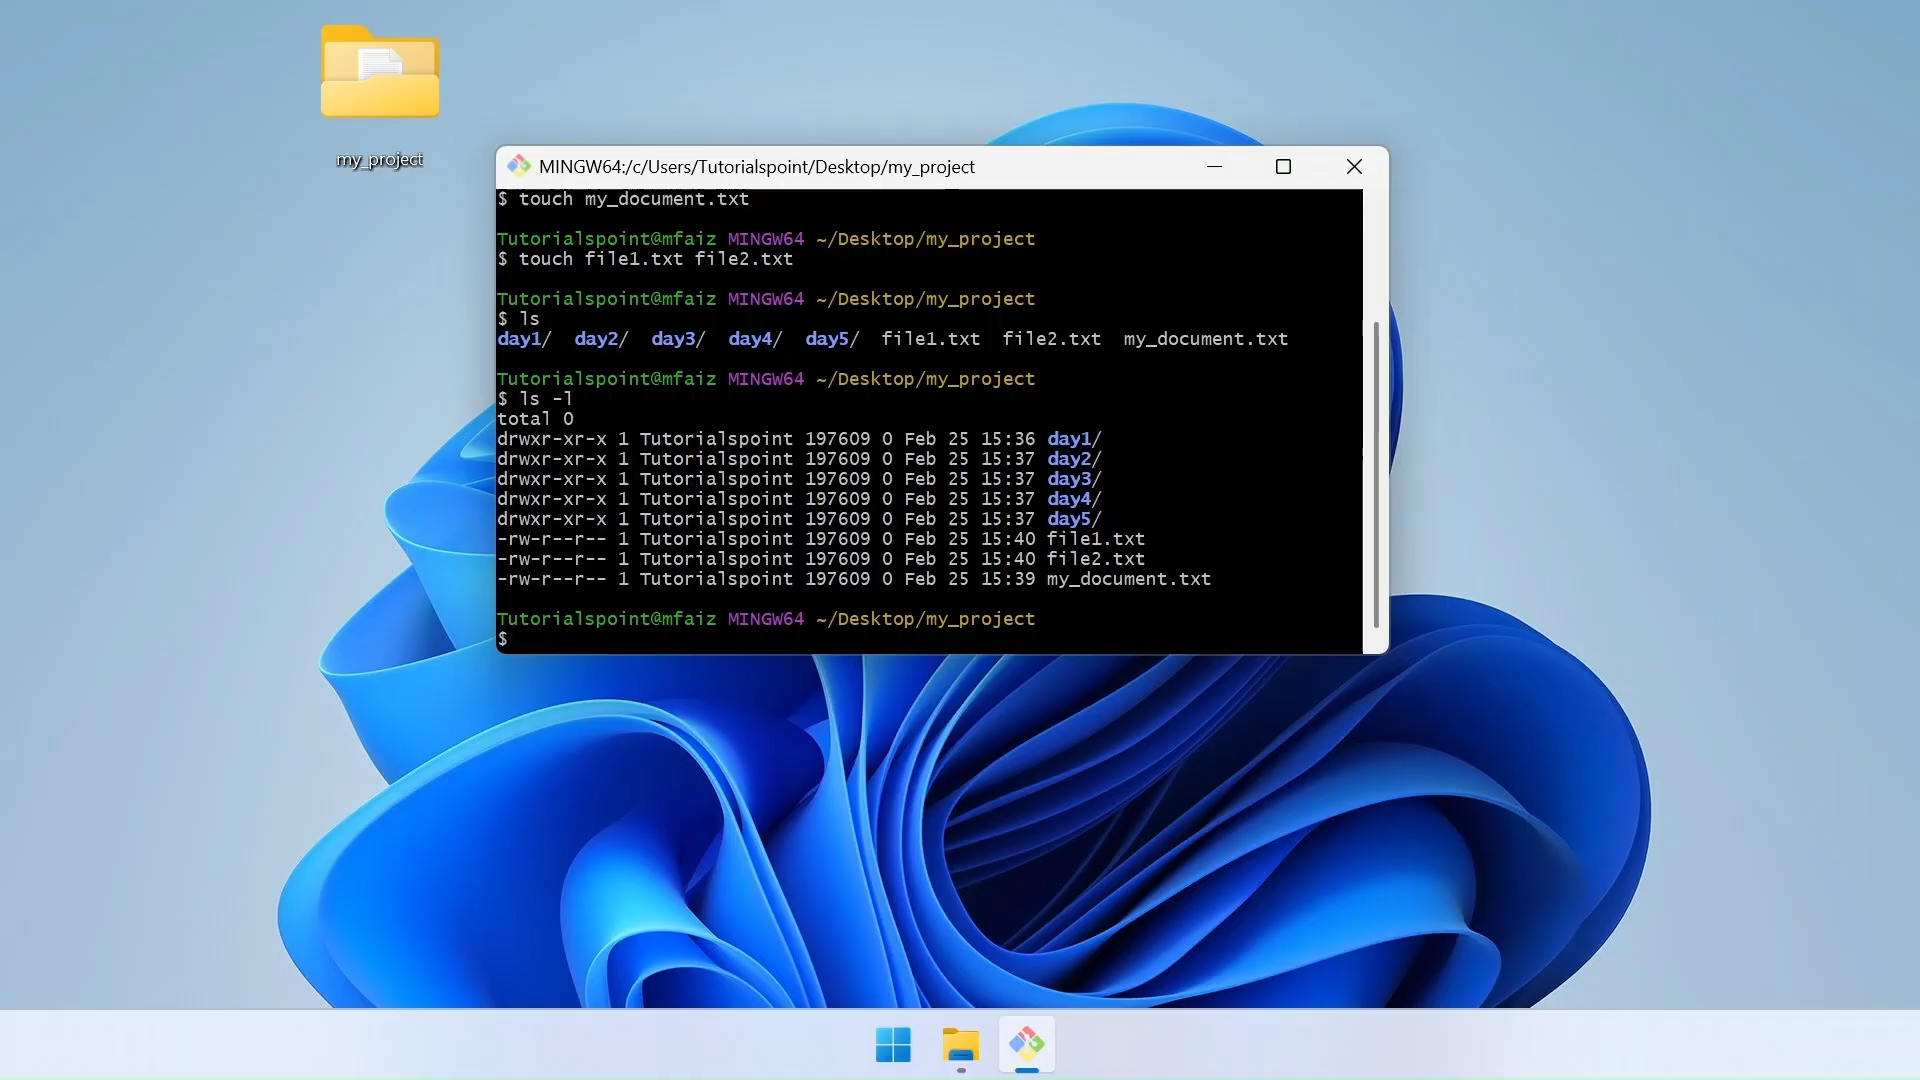 my_project
MINGW64:/c/Users/Tutorialspoint/Desktop/my_project
$ touch my_document.txt
Tutorialspoint@mfaiz MINGW64 ~/Desktop/my_project
$ touch file1.txt file2.txt
Tutorialspoint@mfaiz MINGW64 ~/Desktop/my_project
$ ls
day1/  day2/  day3/  day4/  day5/  file1.txt  file2.txt  my_document.txt
Tutorialspoint@mfaiz MINGW64 ~/Desktop/my_project
$ ls -l
total 0
drwxr-xr-x 1 Tutorialspoint 197609 0 Feb 25 15:36 day1/
drwxr-xr-x 1 Tutorialspoint 197609 0 Feb 25 15:37 day2/
drwxr-xr-x 1 Tutorialspoint 197609 0 Feb 25 15:37 day3/
drwxr-xr-x 1 Tutorialspoint 197609 0 Feb 25 15:37 day4/
drwxr-xr-x 1 Tutorialspoint 197609 0 Feb 25 15:37 day5/
-rw-r--r-- 1 Tutorialspoint 197609 0 Feb 25 15:40 file1.txt
-rw-r--r-- 1 Tutorialspoint 197609 0 Feb 25 15:40 file2.txt
-rw-r--r-- 1 Tutorialspoint 197609 0 Feb 25 15:39 my_document.txt
Tutorialspoint@mfaiz MINGW64 ~/Desktop/my_project
$